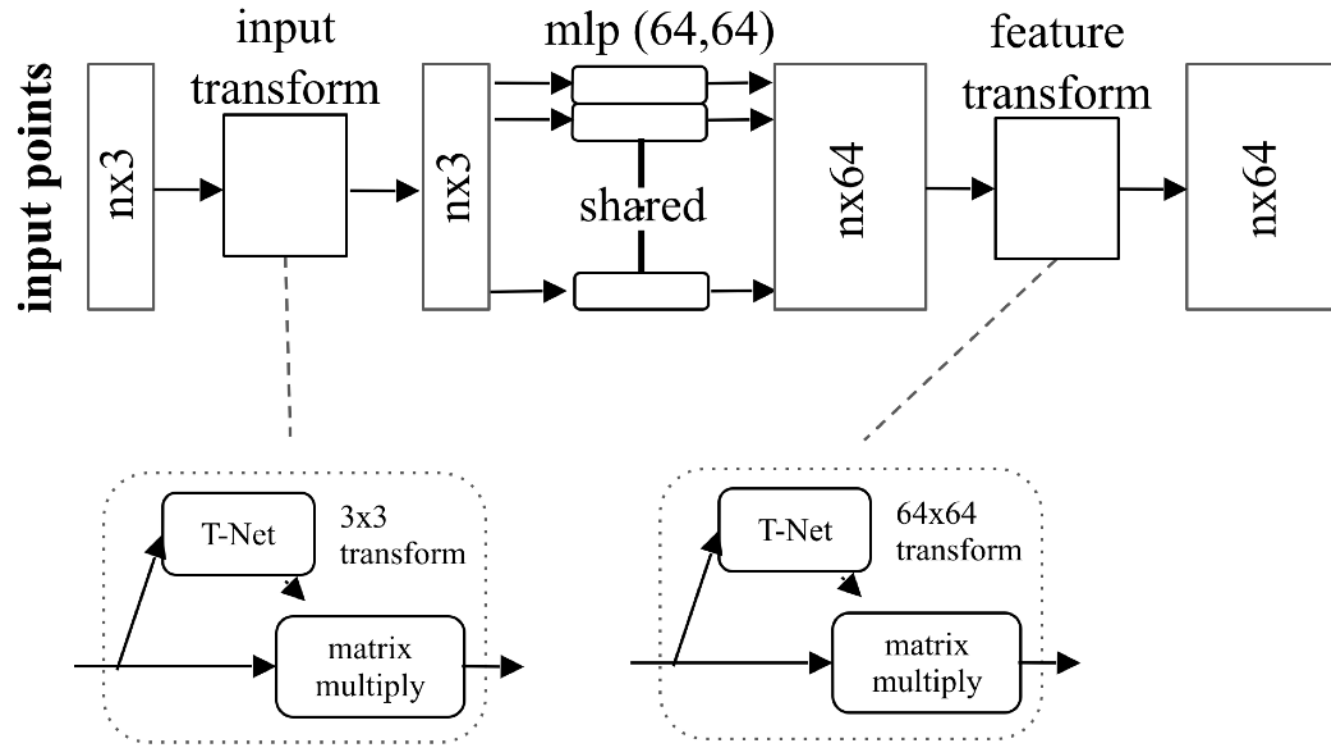 input points
nx3
input
transform
nx3
mlp (64,64)
shared
nx64
feature
transform
nx64
T-Net
3x3
transform
matrix
multiply
T-Net
64x64
transform
matrix
multiply